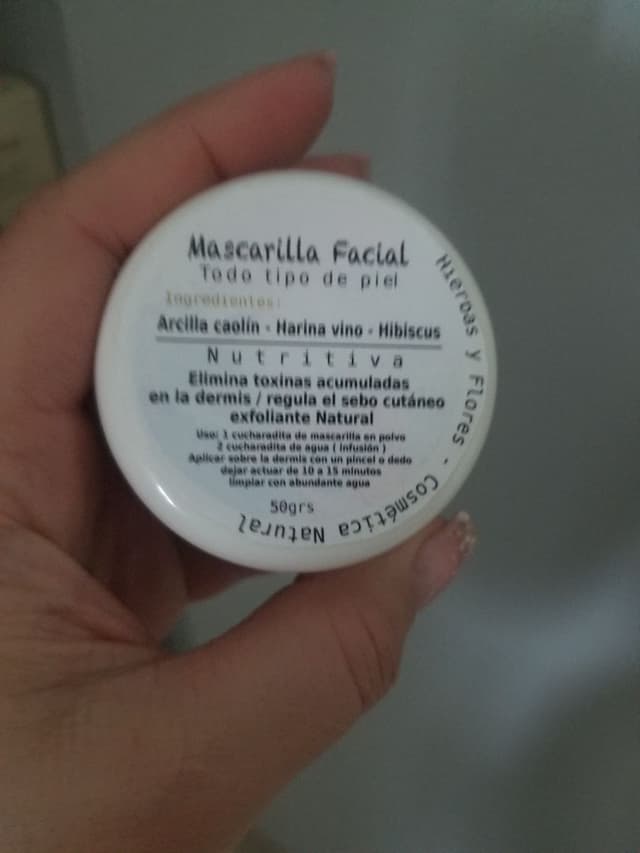 Mascarilla Facial
Todo tipo de piel
Ingredientes:
Arcilla caolín - Harina vino - Hibiscus
Nutritiva
Elimina toxinas acumuladas
en la dermis / regula el sebo cutáneo
exfoliante Natural
Uso: 1 cucharadita de mascarilla en polvo
2 cucharadita de agua ( infusión )
Aplicar sobre la dermis con un pincel o dedo
dejar actuar de 10 a 15 minutos
limpiar con abundante agua
50grs
Hierbas y Flores - Cosmética Natural